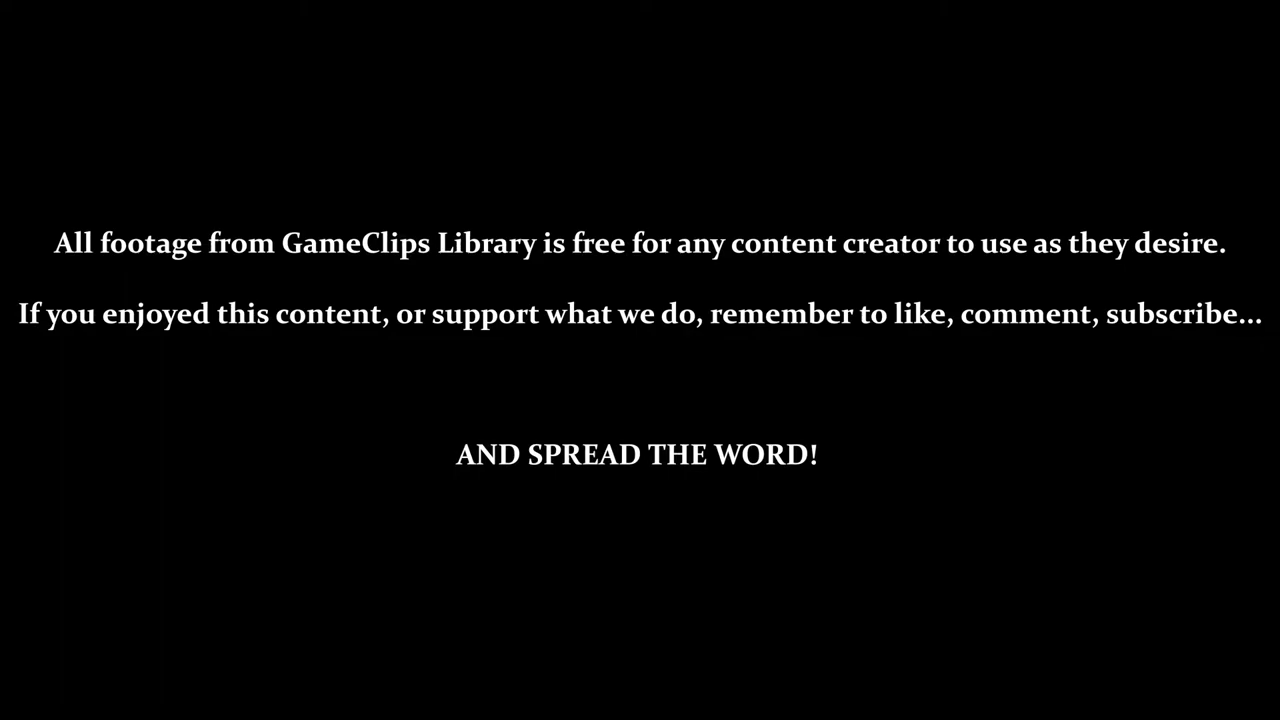 All footage from GameClips Library is free for any content creator to use as they desire.
If you enjoyed this content, or support what we do, remember to like, comment, subscribe...
AND SPREAD THE WORD!